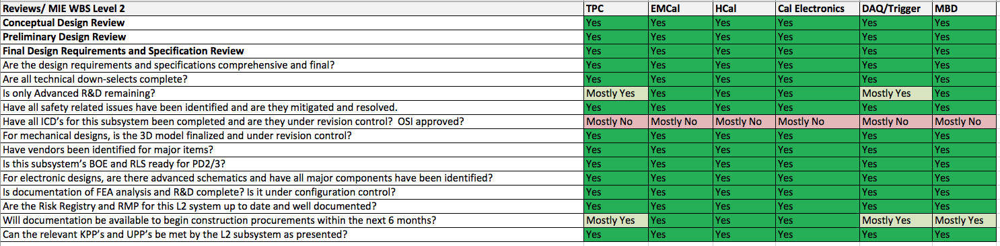 Reviews/ MIE WBS Level 2 TPC EMCal HCal Cal Electronics DAQ/Trigger MBD
Conceptual Design Review Yes Yes Yes Yes Yes Yes
Preliminary Design Review Yes Yes Yes Yes Yes Yes
Final Design Requirements and Specification Review Yes Yes Yes Yes Yes Yes
Are the design requirements and specifications comprehensive and final? Yes Yes Yes Yes Yes Yes
Are all technical down-selects complete? Yes Yes Yes Yes Yes Yes
Is only Advanced R&D remaining? Mostly Yes Yes Yes Yes Mostly Yes Yes
Have all safety related issues have been identified and are they mitigated and resolved. Yes Yes Yes Yes Yes Yes
Have all ICD's for this subsystem been completed and are they under revision control? OSI approved? Mostly No Mostly No Mostly No Mostly No Mostly No Mostly No
For mechanical designs, is the 3D model finalized and under revision control? Yes Yes Yes Yes Yes Yes
Have vendors been identified for major items? Yes Yes Yes Yes Yes Yes
Is this subsystem's BOE and RLS ready for PD2/3? Yes Yes Yes Yes Yes Yes
For electronic designs, are there advanced schematics and have all major components have been identified? Yes Yes Yes Yes Yes Yes
Is documentation of FEA analysis and R&D complete? Is it under configuration control? Yes Yes Yes Yes Yes Yes
Are the Risk Registry and RMP for this L2 system up to date and well documented? Yes Yes Yes Yes Yes Yes
Will documentation be available to begin construction procurements within the next 6 months? Mostly Yes Yes Yes Yes Mostly Yes Mostly Yes
Can the relevant KPP's and UPP's be met by the L2 subsystem as presented? Yes Yes Yes Yes Yes Yes